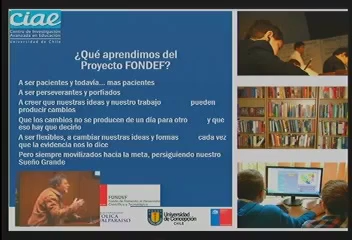 ciae
Centro de Investigación
Avanzada en Educación
Universidad de Chile
¿Qué aprendimos del
Proyecto FONDEF?
A ser pacientes y todavía... mas pacientes
A ser perseverantes y porfiados
A creer que nuestras ideas y nuestro trabajo pueden
producir cambios
Que los cambios no se producen de un día para otro y que
eso hay que decirlo
A ser flexibles, a cambiar nuestras ideas y formas cada vez
que la evidencia nos lo dice
Pero siempre movilizados hacia la meta, persiguiendo nuestro
Sueño Grande
FONDEF
OLICA
ALPARAISO
Universidad
de Concepción
CHILE